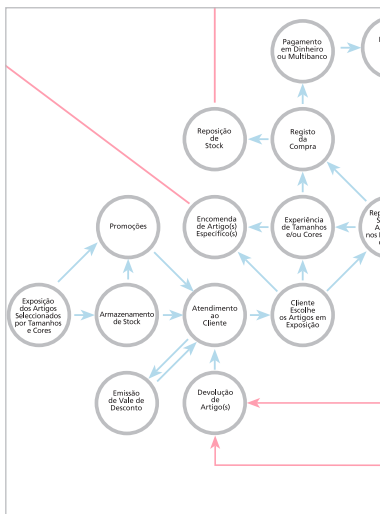 Pagamento
em Dinheiro
ou Multibanco
Reposição
de
Stock
Registo
da
Compra
Promoções
Encomenda
de Artigo(s)
Específico(s)
Experiência
de Tamanhos
e/ou Cores
Exposição
dos Artigos
Seleccionados
por Tamanhos
e Cores
Armazenamento
de Stock
Atendimento
ao
Cliente
Cliente
Escolhe
os Artigos em
Exposição
Emissão
de Vale de
Desconto
Devolução
de
Artigo(s)